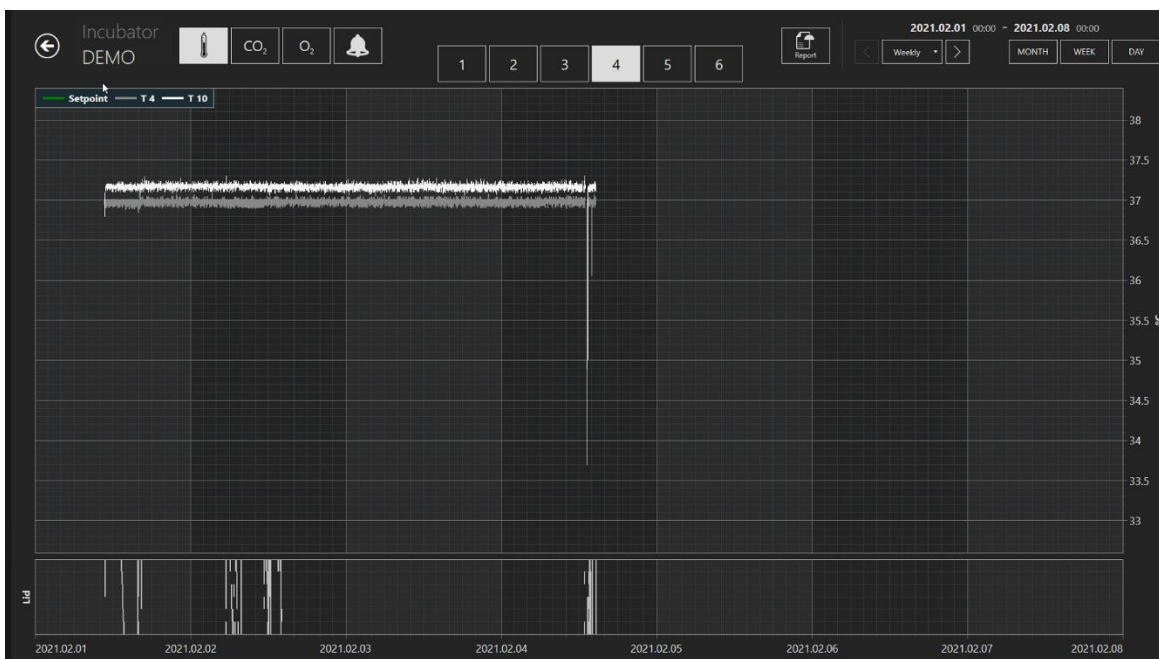 Incubator
DEMO
CO₂
O₂
1 2 3 4 5 6
Report
2021.02.01 00:00 - 2021.02.08 00:00
Weekly
MONTH WEEK DAY
Setpoint T 4 T 10
38
37.5
37
36.5
36
35.5
°C
35
34.5
34
33.5
33
Lid
2021.02.01 2021.02.02 2021.02.03 2021.02.04 2021.02.05 2021.02.06 2021.02.07 2021.02.08